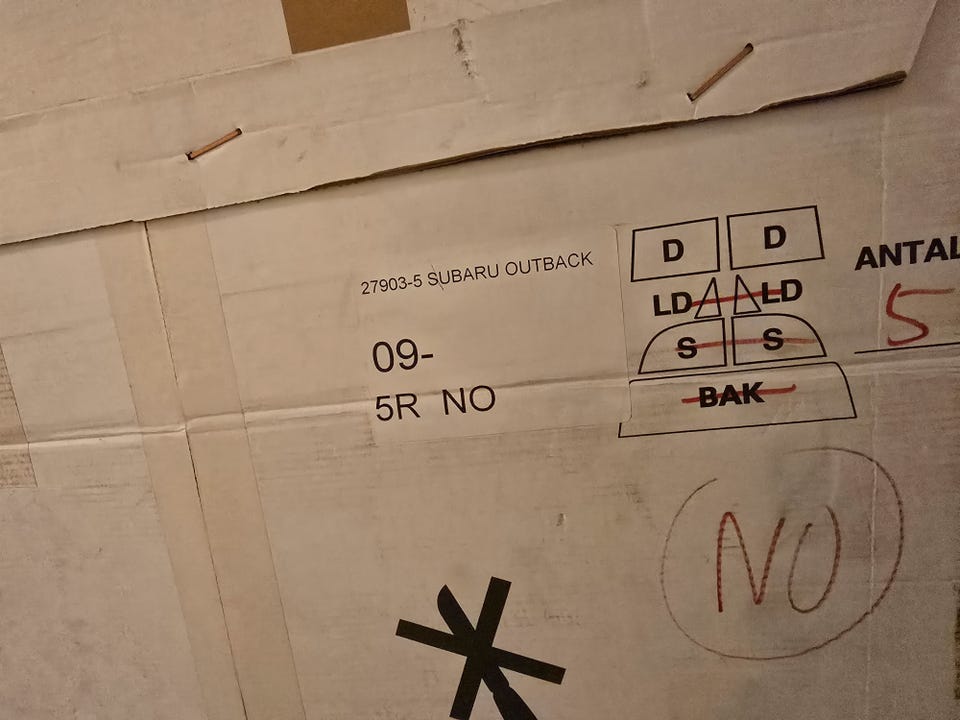 27903-5 SUBARU OUTBACK
09-
5R NO
D D
LD LD
S S
BAK
ANTAL
5
NO